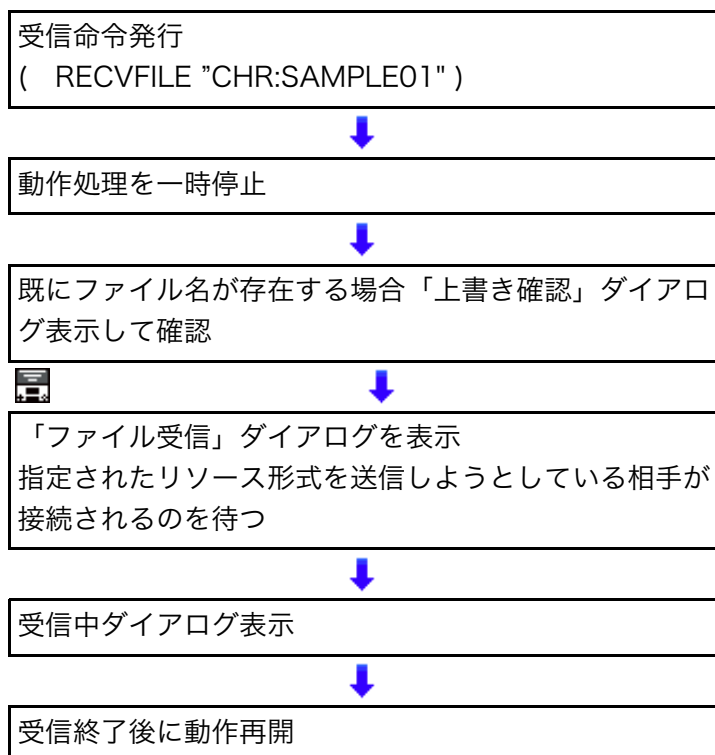 受信命令発行
(　RECVFILE ”CHR:SAMPLE01" )
動作処理を一時停止
既にファイル名が存在する場合「上書き確認」ダイアロ
グ表示して確認
「ファイル受信」ダイアログを表示
指定されたリソース形式を送信しようとしている相手が
接続されるのを待つ
受信中ダイアログ表示
受信終了後に動作再開